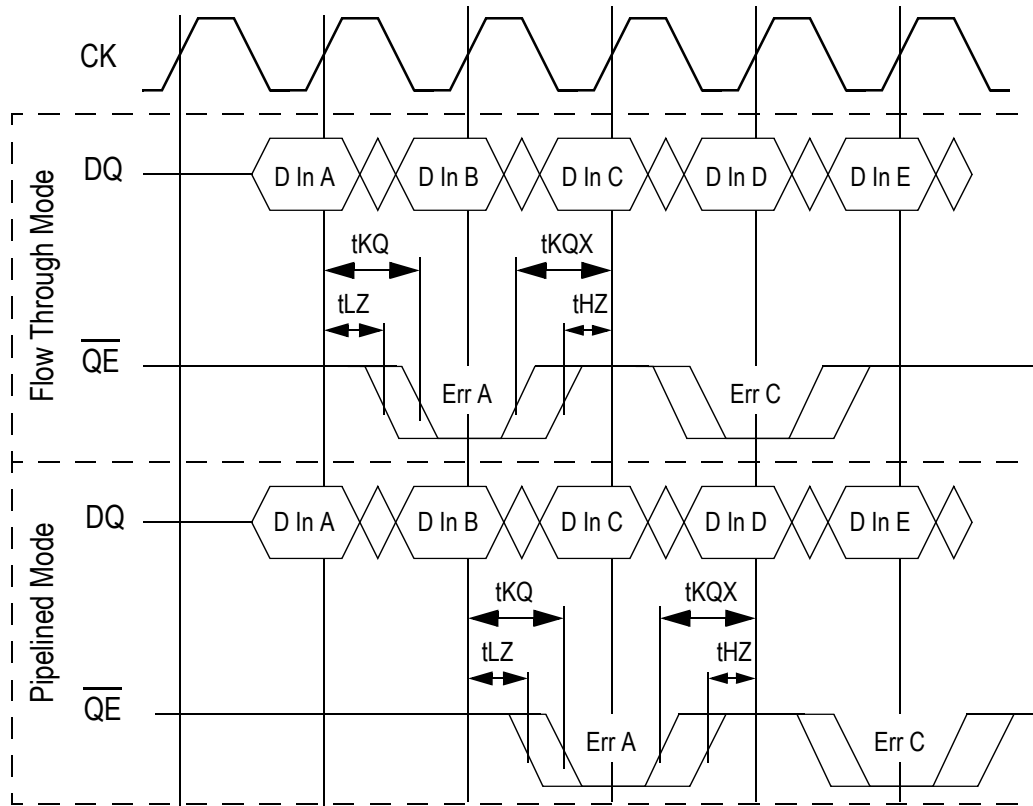 CK
Flow Through Mode
DQ
D In A
D In B
D In C
D In D
D In E
tKQ
tKQX
tLZ
tHZ
QE
Err A
Err C
Pipelined Mode
DQ
D In A
D In B
D In C
D In D
D In E
tKQ
tKQX
tLZ
tHZ
QE
Err A
Err C